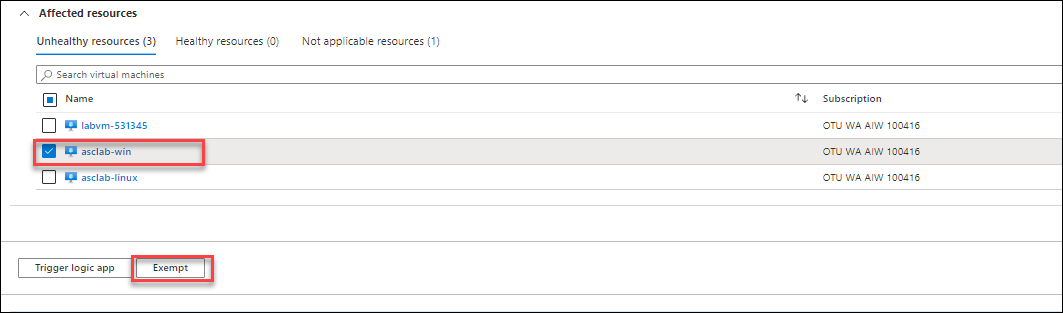 Affected resources
Unhealthy resources (3) Healthy resources (0) Not applicable resources (1)
Search virtual machines
Name Subscription
labvm-531345 OTU WA AIW 100416
asclab-win OTU WA AIW 100416
asclab-linux OTU WA AIW 100416
Trigger logic app Exempt